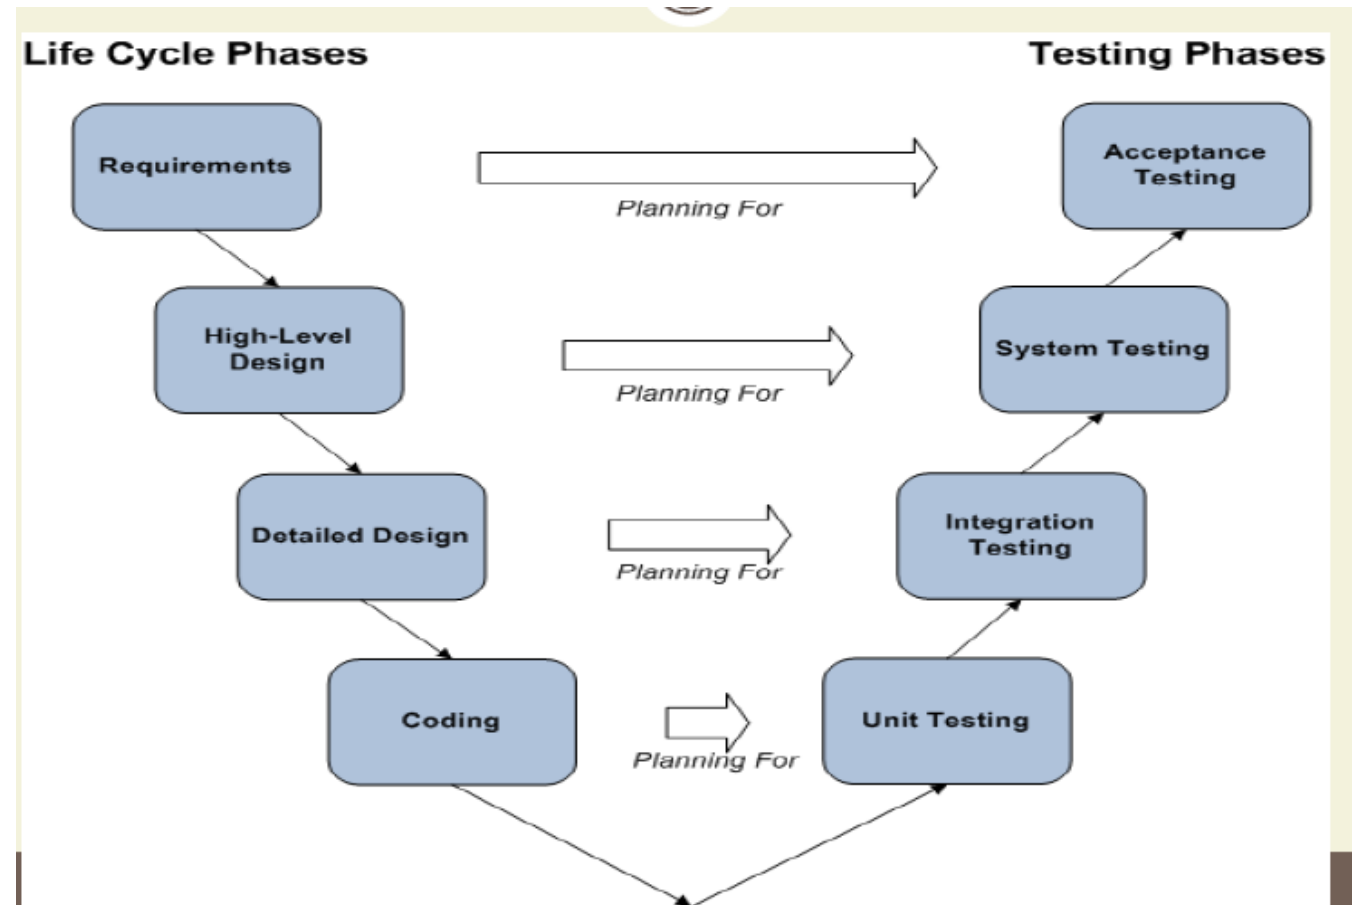 Life Cycle Phases
Testing Phases
Requirements
Planning For
Acceptance
Testing
High-Level
Design
Planning For
System Testing
Detailed Design
Planning For
Integration
Testing
Coding
Planning For
Unit Testing